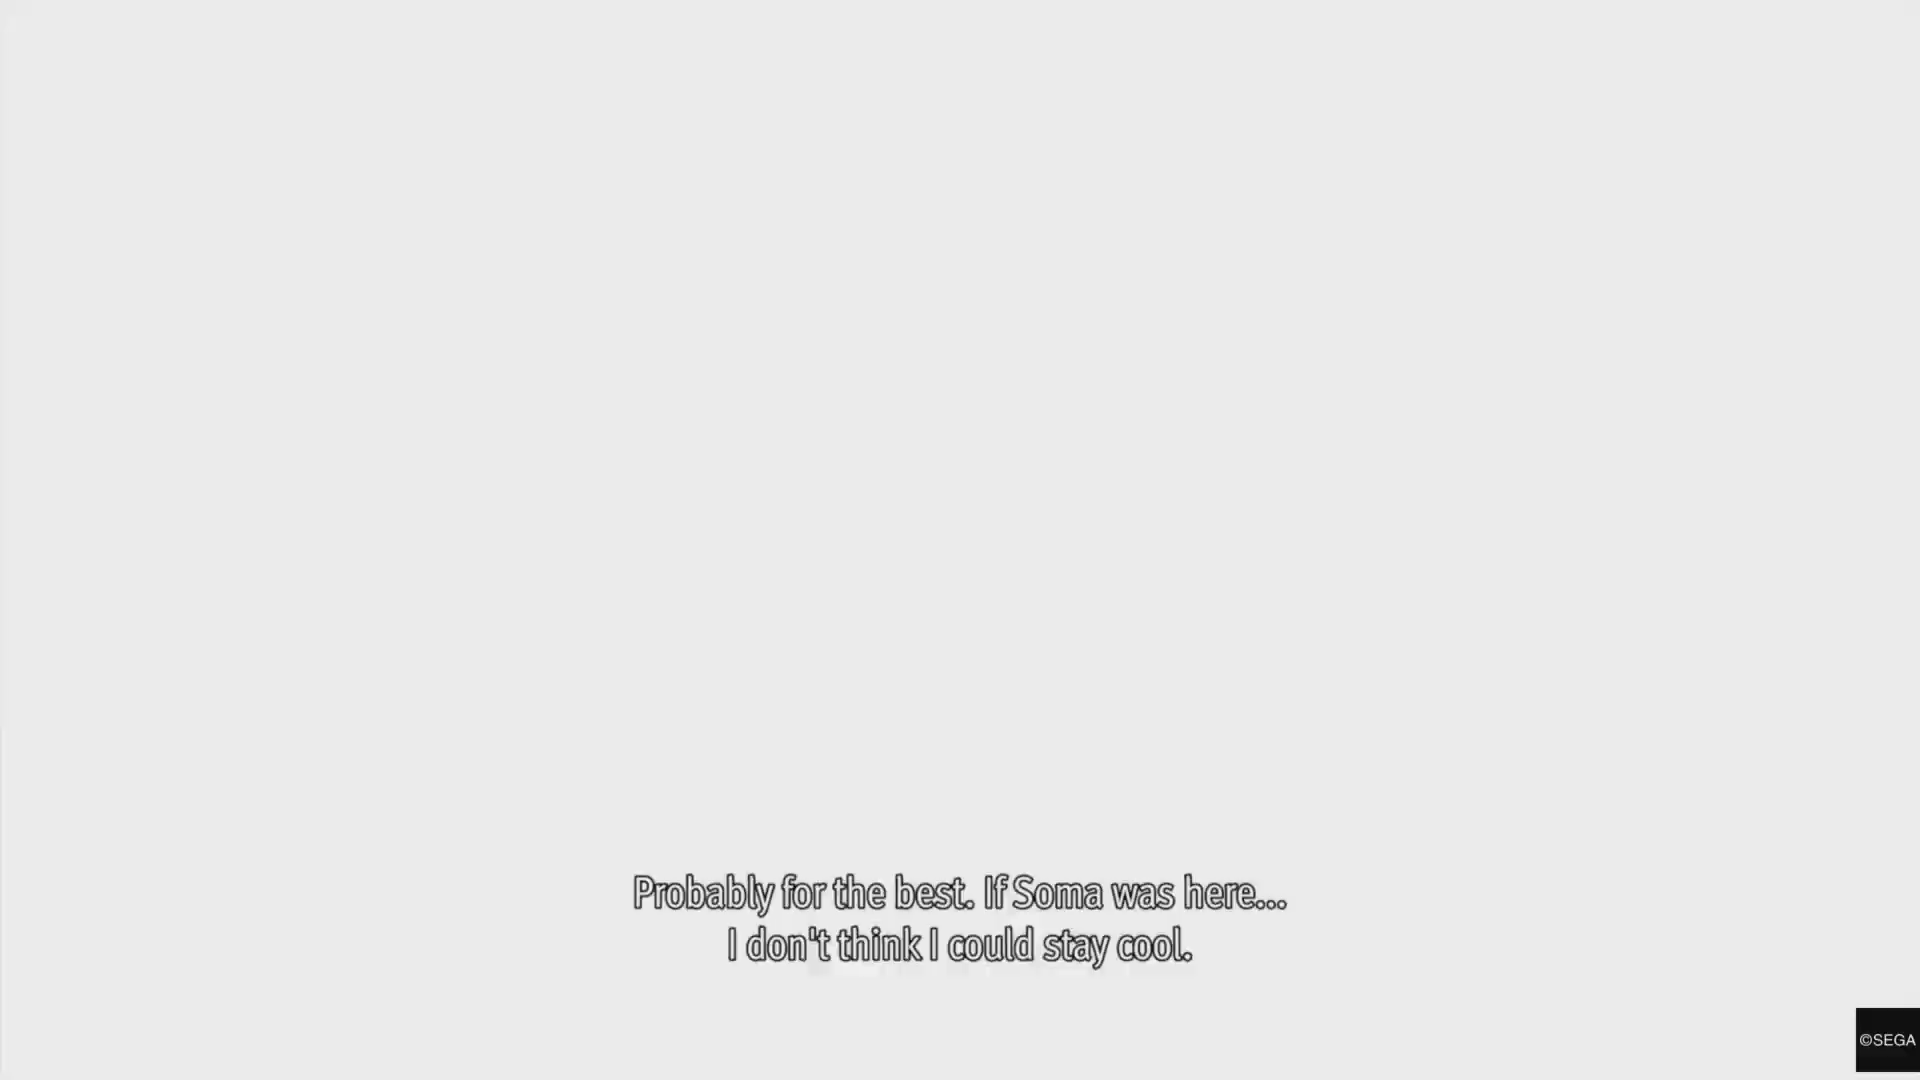 Probably for the best. If Soma was here...
I don't think I could stay cool.
©SEGA